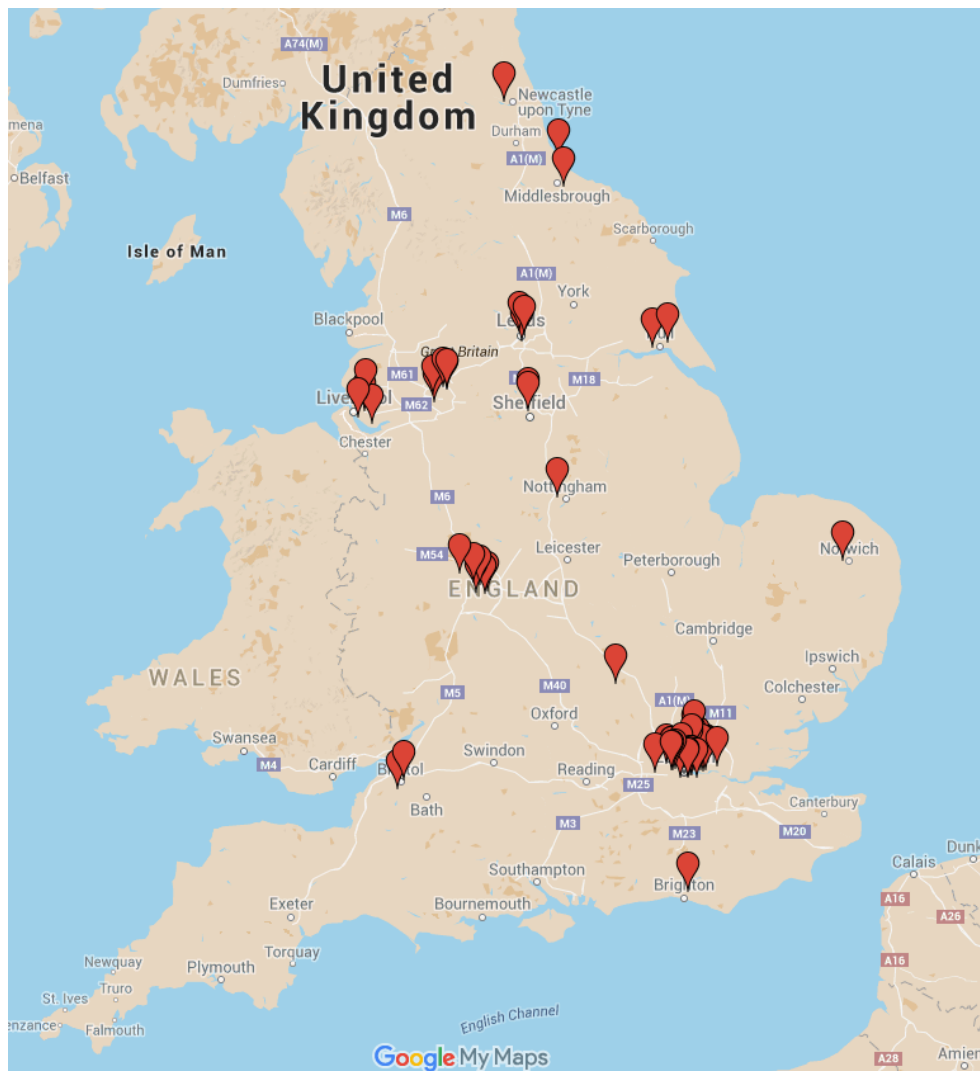 A74(M)
United
Kingdom
Dumfries
Newcastle
upon Tyne
mena
Durham
Belfast
A1(M)
Middlesbrough
M6
Scarborough
Isle of Man
A1(M)
York
Blackpool
Leeds
Great Britain
M61
M18
Liverpool
M62
Sheffield
Chester
M6
Nottingham
M54
Leicester
Norwich
Peterborough
ENGLAND
Cambridge
WALES
Ipswich
M5
M40
A1(M)
Colchester
M11
Oxford
Swansea
Swindon
M4
Cardiff
Bristol
Reading
M25
Bath
Canterbury
M3
M23
M20
Southampton
Dunk
Calais
Brighton
Exeter
Bournemouth
A16
A26
Torquay
Newquay
Plymouth
A16
St. Ives
Truro
enzance
Falmouth
English Channel
Google My Maps
A28
Amien